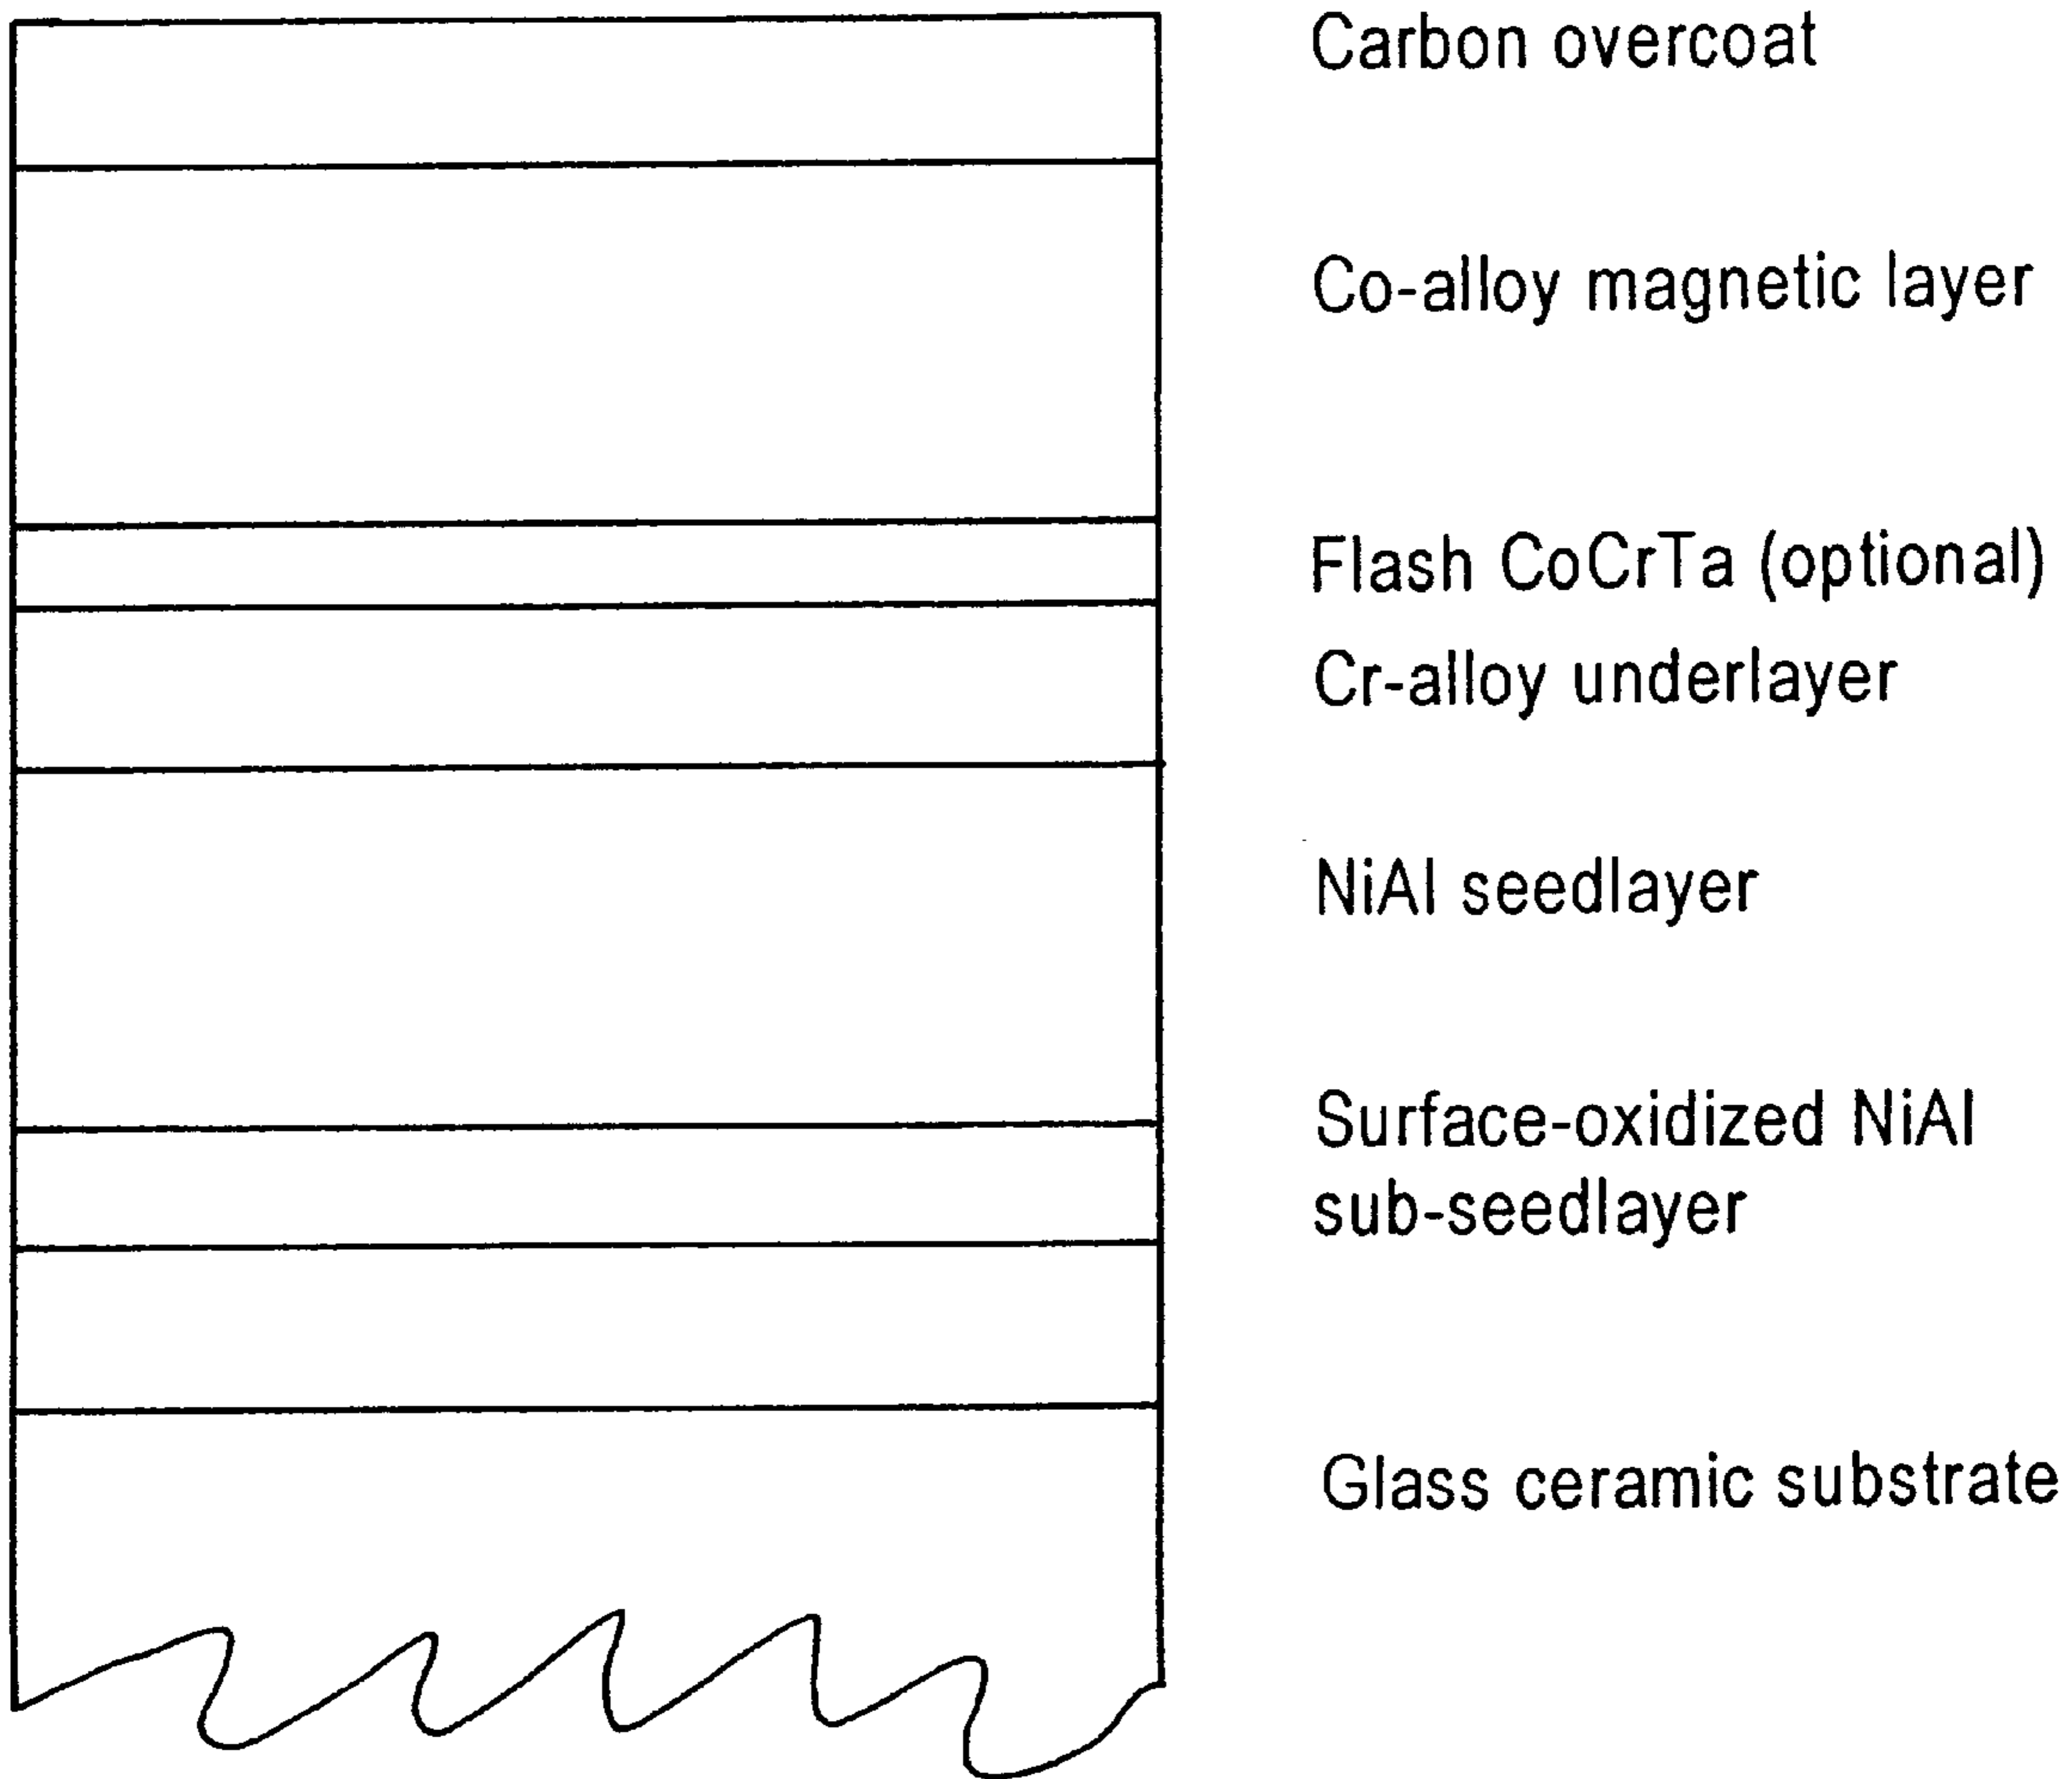 Carbon overcoat
Co-alloy magnetic layer
Flash CoCrTa (optional)
Cr-alloy underlayer
NiAl seedlayer
Surface-oxidized NiAl
sub-seedlayer
Glass ceramic substrate